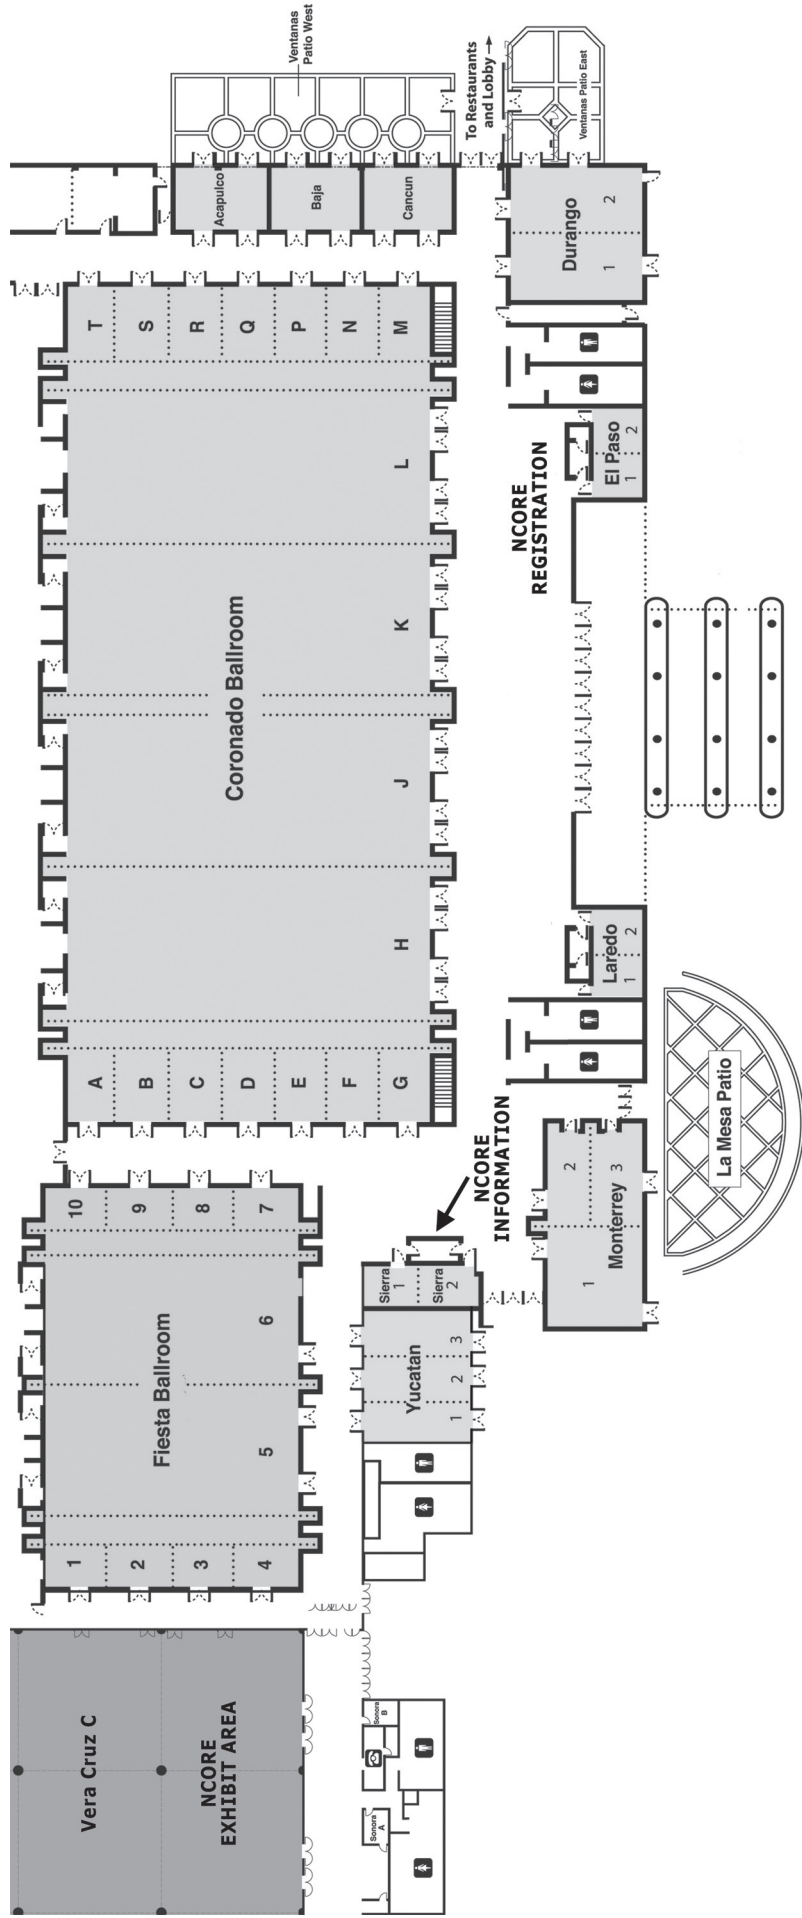 Vera Cruz C
NCORE
EXHIBIT AREA
Sonora
A
Sonora
B
Fiesta Ballroom
1
2
3
4
5
6
7
8
9
10
Yucatan
1
2
3
Sierra
1
Sierra
2
NCORE
INFORMATION
Monterrey
1
2
3
La Mesa Patio
Coronado Ballroom
A
B
C
D
E
F
G
H
J
K
L
M
N
P
Q
R
S
T
Laredo
1
2
NCORE
REGISTRATION
El Paso
1
2
Durango
1
2
Acapulco
Baja
Cancun
Ventanas
Patio West
To Restaurants
and Lobby →
Ventanas Patio East